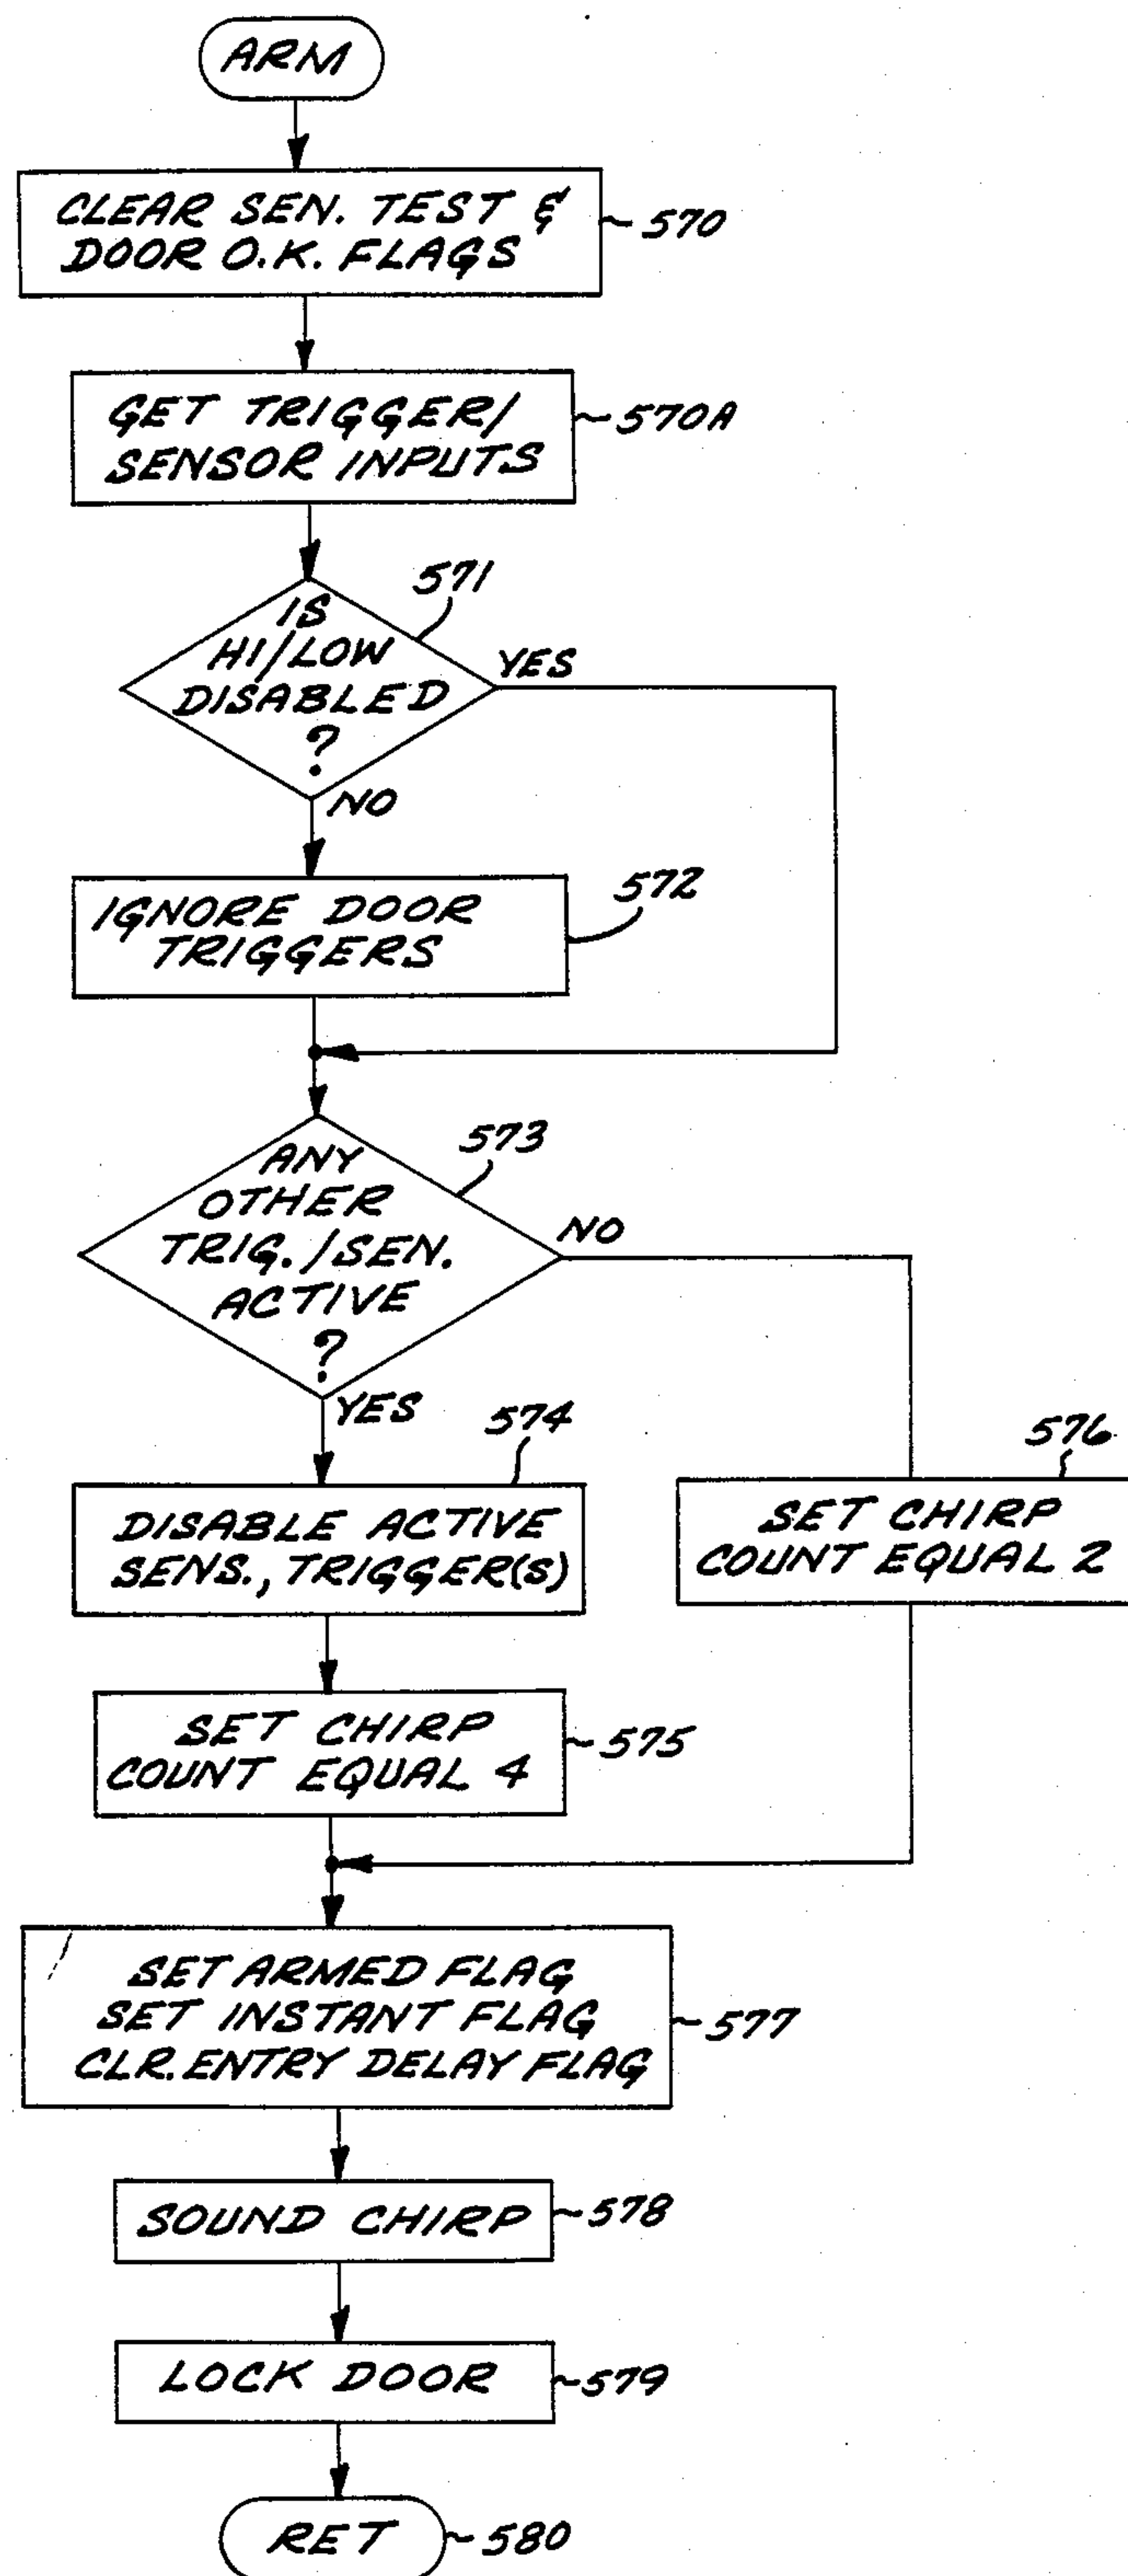 ARM
CLEAR SEN. TEST &
DOOR O.K. FLAGS
570
GET TRIGGER/
SENSOR INPUTS
570A
571
IS
HI/LOW
DISABLED
?
YES
NO
572
IGNORE DOOR
TRIGGERS
573
ANY
OTHER
TRIG./SEN.
ACTIVE
?
NO
YES
574
DISABLE ACTIVE
SENS., TRIGGER(S)
576
SET CHIRP
COUNT EQUAL 2
SET CHIRP
COUNT EQUAL 4
575
SET ARMED FLAG
SET INSTANT FLAG
CLR. ENTRY DELAY FLAG
577
SOUND CHIRP
578
LOCK DOOR
579
RET
580